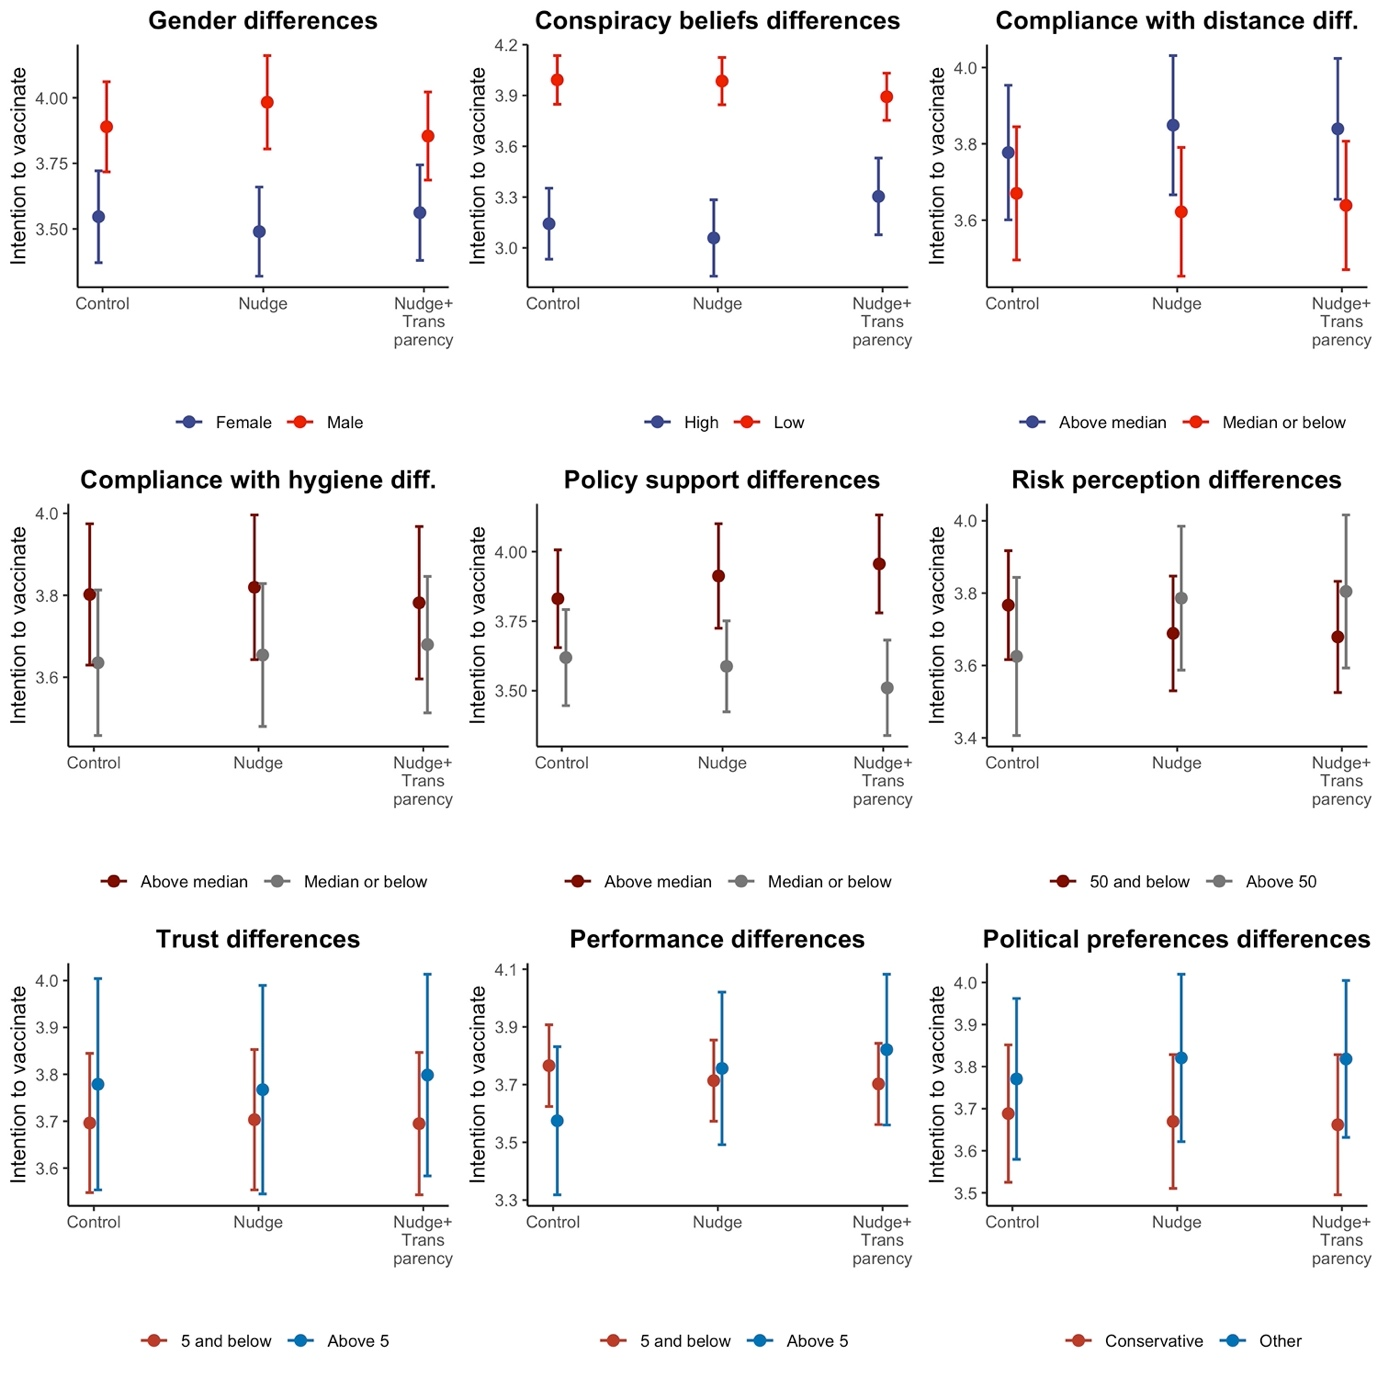 Gender differences
Intention to vaccinate
4.00
3.75
3.50
Control
Nudge
Nudge+
Trans
parency
Female
Male
Conspiracy beliefs differences
Intention to vaccinate
4.2
3.9
3.6
3.3
3.0
Control
Nudge
Nudge+
Trans
parency
High
Low
Compliance with distance diff.
Intention to vaccinate
4.0
3.8
3.6
Control
Nudge
Nudge+
Trans
parency
Above median
Median or below
Compliance with hygiene diff.
Intention to vaccinate
4.0
3.8
3.6
Control
Nudge
Nudge+
Trans
parency
Above median
Median or below
Policy support differences
Intention to vaccinate
4.00
3.75
3.50
Control
Nudge
Nudge+
Trans
parency
Above median
Median or below
Risk perception differences
Intention to vaccinate
4.0
3.8
3.6
3.4
Control
Nudge
Nudge+
Trans
parency
50 and below
Above 50
Trust differences
Intention to vaccinate
4.0
3.9
3.8
3.7
3.6
Control
Nudge
Nudge+
Trans
parency
5 and below
Above 5
Performance differences
Intention to vaccinate
4.1
3.9
3.7
3.5
3.3
Control
Nudge
Nudge+
Trans
parency
5 and below
Above 5
Political preferences differences
Intention to vaccinate
4.0
3.9
3.8
3.7
3.6
3.5
Control
Nudge
Nudge+
Trans
parency
Conservative
Other